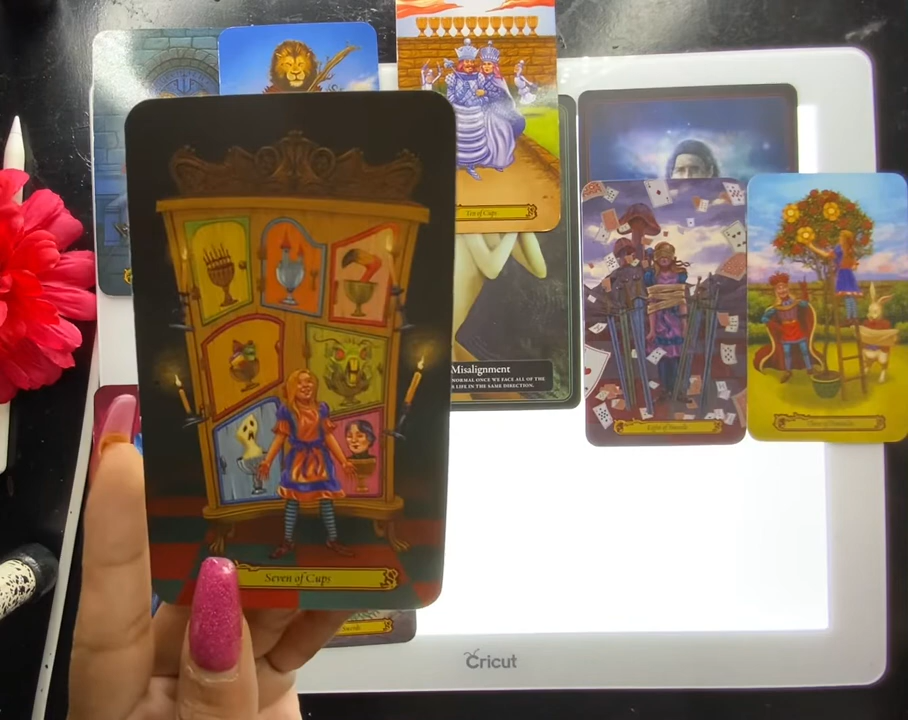 Ten of Cups
Misalignment
NORMAL ONCE WE FACE ALL OF THE
LIFE IN THE SAME DIRECTION.
Eight of Swords
Seven of Cups
Swords
Cricut